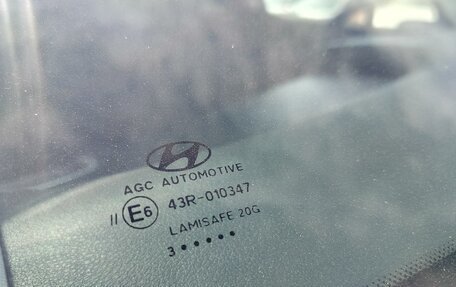 AGC AUTOMOTIVE
II E6 43R-010347
LAMISAFE 20G
3 • • • • •